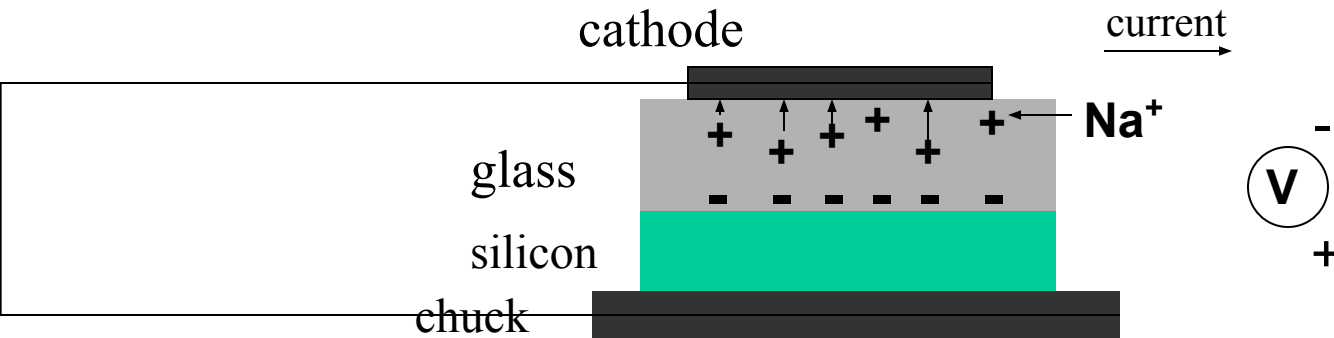 cathode
current
+ + + + + +
Na+
-
glass
V
- - - - - -
silicon
+
chuck